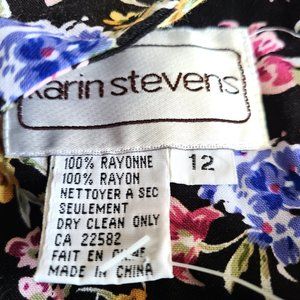 karin stevens
100% RAYONNE
12
100% RAYON
NETTOYER A SEC
SEULEMENT
DRY CLEAN ONLY
CA 22582
FAIT EN CHINE
MADE IN CHINA